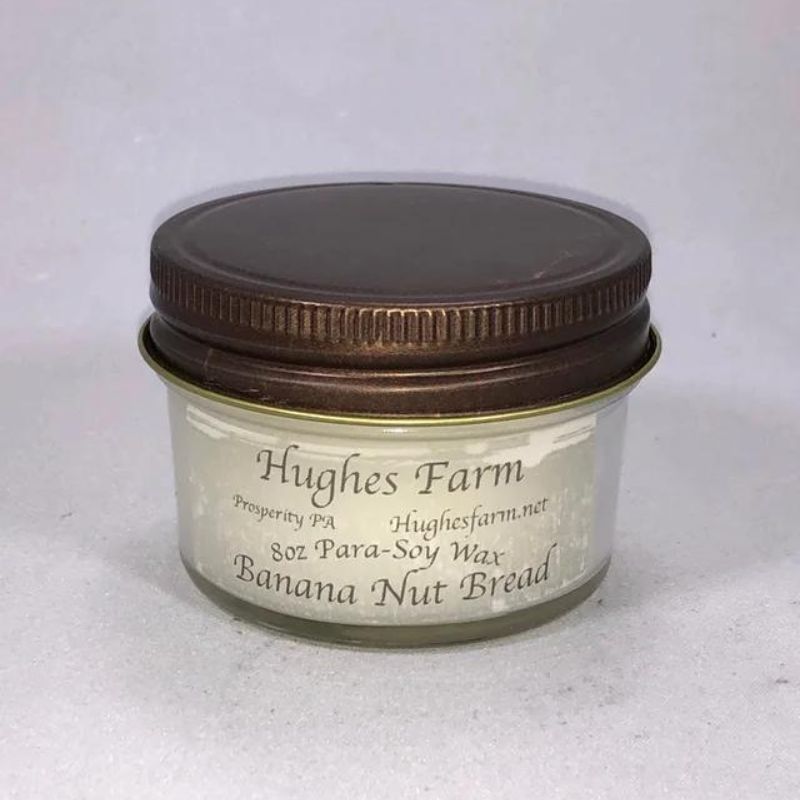 Hughes Farm
Prosperity PA Hughesfarm.net
8oz Para-Soy Wax
Banana Nut Bread